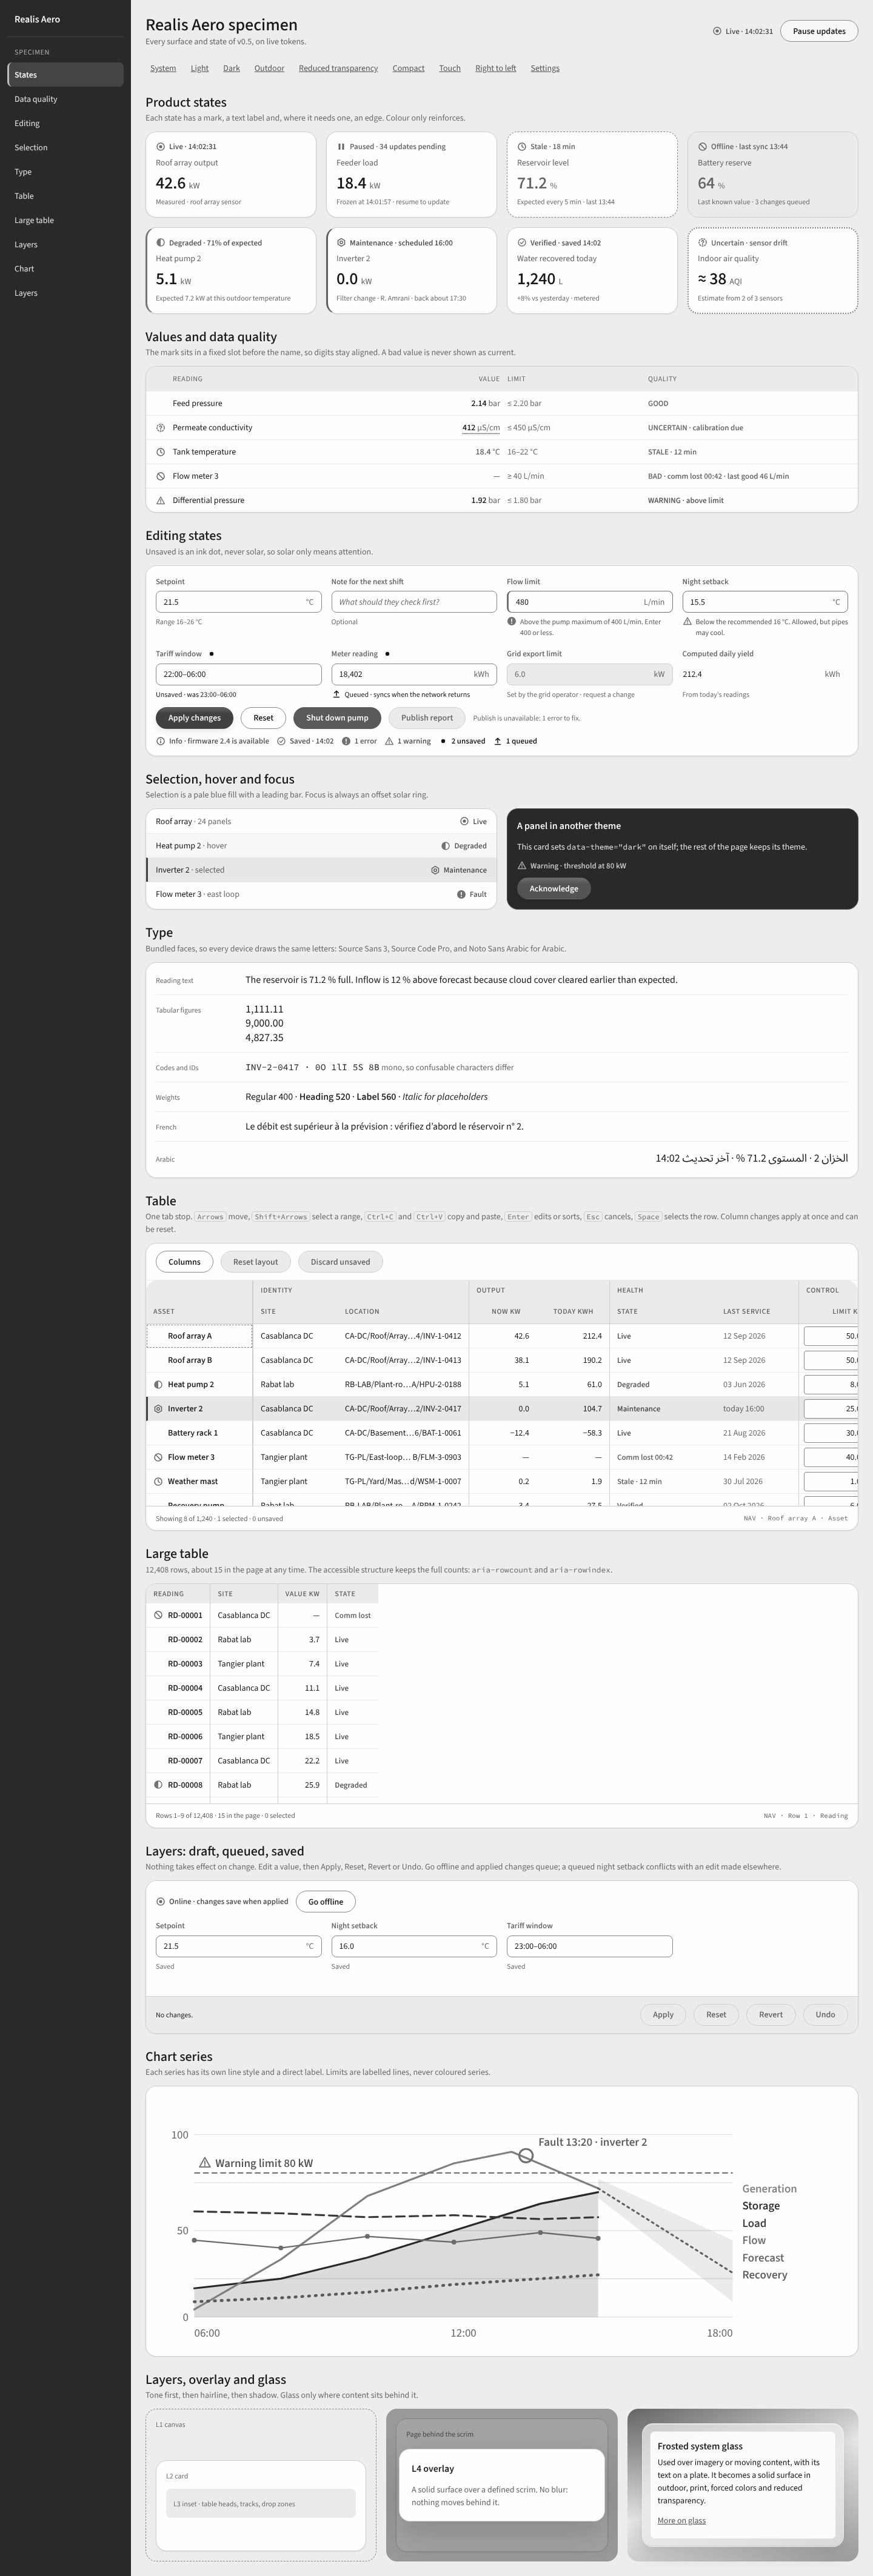 Realis Aero
SPECIMEN
States
Data quality
Editing
Selection
Type
Table
Large table
Layers
Chart
Layers
Realis Aero specimen
Every surface and state of v0.5, on live tokens.
Live · 14:02:31
Pause updates
System Light Dark Outdoor Reduced transparency Compact Touch Right to left Settings
Product states
Each state has a mark, a text label and, where it needs one, an edge. Colour only reinforces.
Live · 14:02:31
Roof array output
42.6 kW
Measured · roof array sensor
Paused · 34 updates pending
Feeder load
18.4 kW
Frozen at 14:01:57 · resume to update
Stale · 18 min
Reservoir level
71.2 %
Expected every 5 min · last 13:44
Offline · last sync 13:44
Battery reserve
64 %
Last known value · 3 changes queued
Degraded · 71% of expected
Heat pump 2
5.1 kW
Expected 7.2 kW at this outdoor temperature
Maintenance · scheduled 16:00
Inverter 2
0.0 kW
Filter change · R. Amrani · back about 17:30
Verified · saved 14:02
Water recovered today
1,240 L
+8% vs yesterday · metered
Uncertain · sensor drift
Indoor air quality
≈ 38 AQI
Estimate from 2 of 3 sensors
Values and data quality
The mark sits in a fixed slot before the name, so digits stay aligned. A bad value is never shown as current.
READING VALUE LIMIT QUALITY
Feed pressure 2.14 bar ≤ 2.20 bar GOOD
Permeate conductivity 412 µS/cm ≤ 450 µS/cm UNCERTAIN · calibration due
Tank temperature 18.4 °C 16–22 °C STALE · 12 min
Flow meter 3 — ≥ 40 L/min BAD · comm lost 00:42 · last good 46 L/min
Differential pressure 1.92 bar ≤ 1.80 bar WARNING · above limit
Editing states
Unsaved is an ink dot, never solar, so solar only means attention.
Setpoint
21.5 °C
Range 16–26 °C
Note for the next shift
What should they check first?
Optional
Flow limit
480 L/min
Above the pump maximum of 400 L/min. Enter
400 or less.
Night setback
15.5 °C
Below the recommended 16 °C. Allowed, but pipes
may cool.
Tariff window
22:00–06:00
Unsaved · was 23:00–06:00
Meter reading
18,402 kWh
Queued · syncs when the network returns
Grid export limit
6.0 kW
Set by the grid operator · request a change
Computed daily yield
212.4 kWh
From today's readings
Apply changes Reset Shut down pump Publish report Publish is unavailable: 1 error to fix.
Info · firmware 2.4 is available Saved · 14:02 1 error 1 warning 2 unsaved 1 queued
Selection, hover and focus
Selection is a pale blue fill with a leading bar. Focus is always an offset solar ring.
Roof array · 24 panels Live
Heat pump 2 · hover Degraded
Inverter 2 · selected Maintenance
Flow meter 3 · east loop Fault
A panel in another theme
This card sets data-theme="dark" on itself; the rest of the page keeps its theme.
Warning · threshold at 80 kW
Acknowledge
Type
Bundled faces, so every device draws the same letters: Source Sans 3, Source Code Pro, and Noto Sans Arabic for Arabic.
Reading text The reservoir is 71.2 % full. Inflow is 12 % above forecast because cloud cover cleared earlier than expected.
Tabular figures 1,111.11
9,000.00
4,827.35
Codes and IDs INV-2-0417 · 0O 1lI 5S 8B mono, so confusable characters differ
Weights Regular 400 · Heading 520 · Label 560 · Italic for placeholders
French Le débit est supérieur à la prévision : vérifiez d'abord le réservoir n° 2.
Arabic الخزان 2 · المستوى 71.2 % · آخر تحديث 14:02
Table
One tab stop. Arrows move, Shift+Arrows select a range, Ctrl+C and Ctrl+V copy and paste, Enter edits or sorts, Esc cancels, Space selects the row. Column changes apply at once and can
be reset.
Columns Reset layout Discard unsaved
IDENTITY OUTPUT HEALTH CONTROL
ASSET SITE LOCATION NOW KW TODAY KWH STATE LAST SERVICE LIMIT K
Roof array A Casablanca DC CA-DC/Roof/Array…4/INV-1-0412 42.6 212.4 Live 12 Sep 2026 50.
Roof array B Casablanca DC CA-DC/Roof/Array…2/INV-1-0413 38.1 190.2 Live 12 Sep 2026 50.
Heat pump 2 Rabat lab RB-LAB/Plant-ro…A/HPU-2-0188 5.1 61.0 Degraded 03 Jun 2026 8.
Inverter 2 Casablanca DC CA-DC/Roof/Array…2/INV-2-0417 0.0 104.7 Maintenance today 16:00 25.
Battery rack 1 Casablanca DC CA-DC/Basement…6/BAT-1-0061 −12.4 −58.3 Live 21 Aug 2026 30.
Flow meter 3 Tangier plant TG-PL/East-loop… B/FLM-3-0903 — — Comm lost 00:42 14 Feb 2026 40.
Weather mast Tangier plant TG-PL/Yard/Mas…d/WSM-1-0007 0.2 1.9 Stale · 12 min 30 Jul 2026 1.
Showing 8 of 1,240 · 1 selected · 0 unsaved NAV · Roof array A · Asset
Large table
12,408 rows, about 15 in the page at any time. The accessible structure keeps the full counts: aria-rowcount and aria-rowindex.
READING SITE VALUE KW STATE
RD-00001 Casablanca DC — Comm lost
RD-00002 Rabat lab 3.7 Live
RD-00003 Tangier plant 7.4 Live
RD-00004 Casablanca DC 11.1 Live
RD-00005 Rabat lab 14.8 Live
RD-00006 Tangier plant 18.5 Live
RD-00007 Casablanca DC 22.2 Live
RD-00008 Rabat lab 25.9 Degraded
Rows 1–9 of 12,408 · 15 in the page · 0 selected NAV · Row 1 · Reading
Layers: draft, queued, saved
Nothing takes effect on change. Edit a value, then Apply, Reset, Revert or Undo. Go offline and applied changes queue; a queued night setback conflicts with an edit made elsewhere.
Online · changes save when applied Go offline
Setpoint Night setback Tariff window
21.5 °C 16.0 °C 23:00–06:00
Saved Saved Saved
No changes. Apply Reset Revert Undo
Chart series
Each series has its own line style and a direct label. Limits are labelled lines, never coloured series.
100
50
0
Warning limit 80 kW
Fault 13:20 · inverter 2
Generation
Storage
Load
Flow
Forecast
Recovery
06:00 12:00 18:00
Layers, overlay and glass
Tone first, then hairline, then shadow. Glass only where content sits behind it.
L1 canvas
L2 card
L3 inset · table heads, tracks, drop zones
Page behind the scrim
L4 overlay
A solid surface over a defined scrim. No blur:
nothing moves behind it.
Frosted system glass
Used over imagery or moving content, with its
text on a plate. It becomes a solid surface in
outdoor, print, forced colors and reduced
transparency.
More on glass